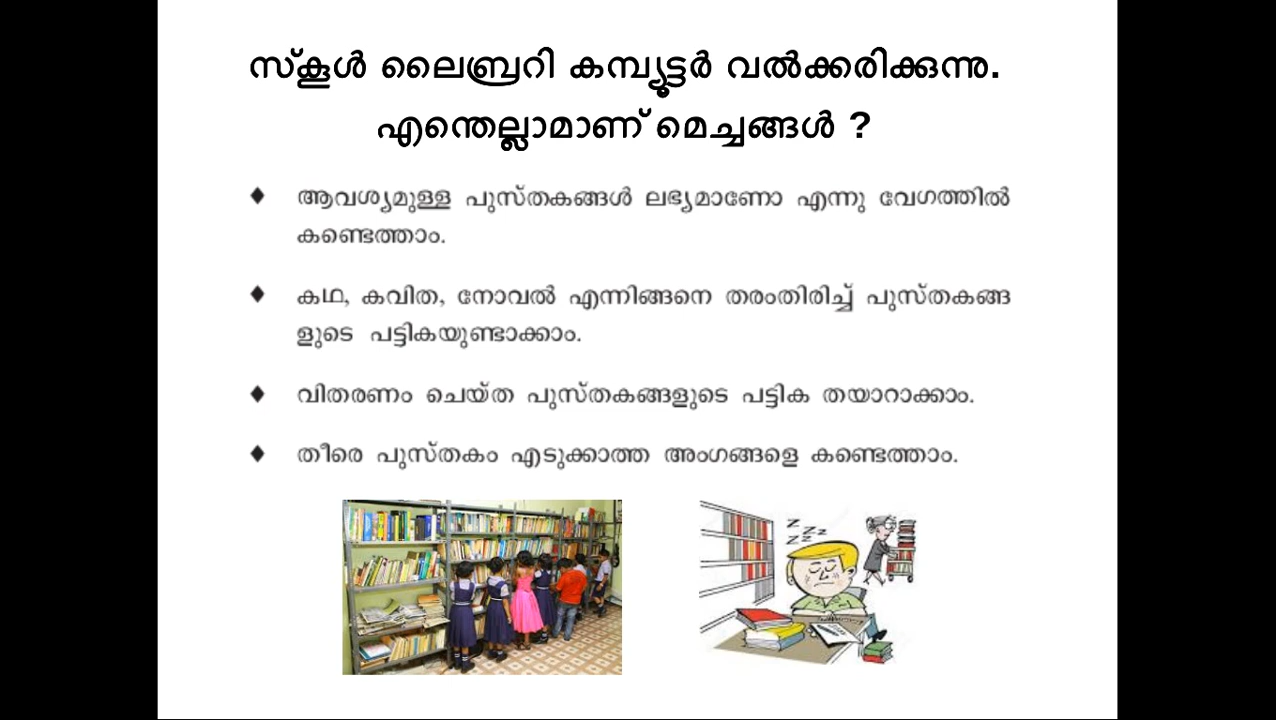 സ്കൂൾ ലൈബ്രറി കമ്പ്യൂട്ടർ വൽക്കരിക്കുന്നു.
എന്തെല്ലാമാണ് മെച്ചങ്ങൾ ?
♦ ആവശ്യമുള്ള പുസ്തകങ്ങൾ ലഭ്യമാണോ എന്നു വേഗത്തിൽ
കണ്ടെത്താം.
♦ കഥ, കവിത, നോവൽ എന്നിങ്ങനെ തരംതിരിച്ച് പുസ്തകങ്ങ
ളുടെ പട്ടികയുണ്ടാക്കാം.
♦ വിതരണം ചെയ്ത പുസ്തകങ്ങളുടെ പട്ടിക തയാറാക്കാം.
♦ തീരെ പുസ്തകം എടുക്കാത്ത അംഗങ്ങളെ കണ്ടെത്താം.
Z Z Z Z Z